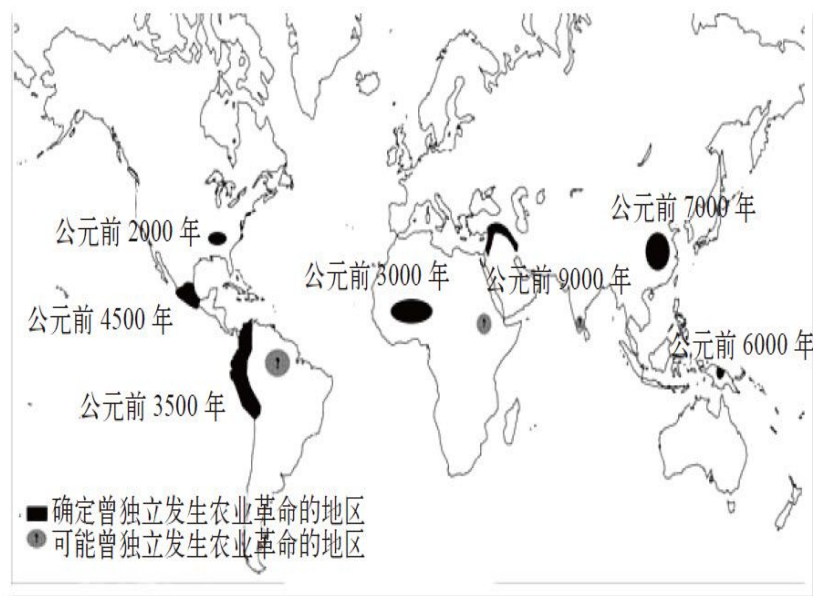 公元前 7000 年
公元前 2000 年
公元前 3000 年
公元前 9000 年
公元前 4500 年
公元前 6000 年
公元前 3500 年
确定曾独立发生农业革命的地区
可能曾独立发生农业革命的地区